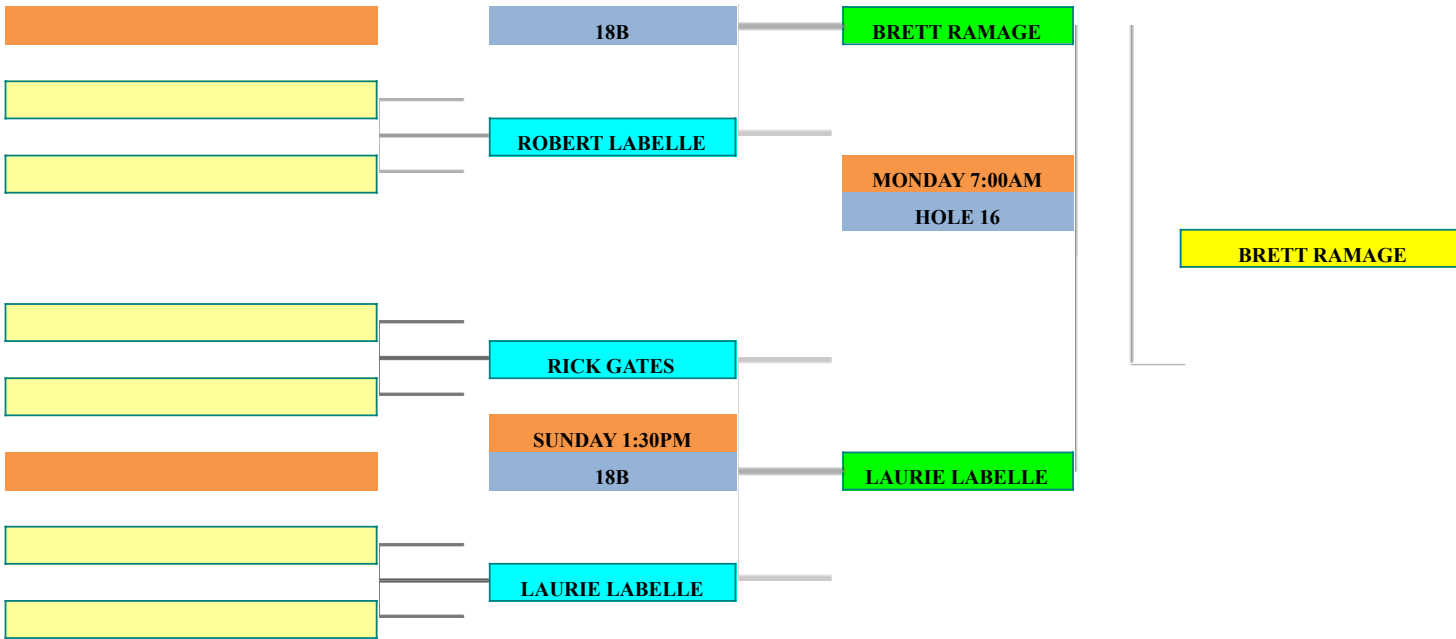 18B
BRETT RAMAGE
ROBERT LABELLE
MONDAY 7:00AM
HOLE 16
BRETT RAMAGE
RICK GATES
SUNDAY 1:30PM
18B
LAURIE LABELLE
LAURIE LABELLE